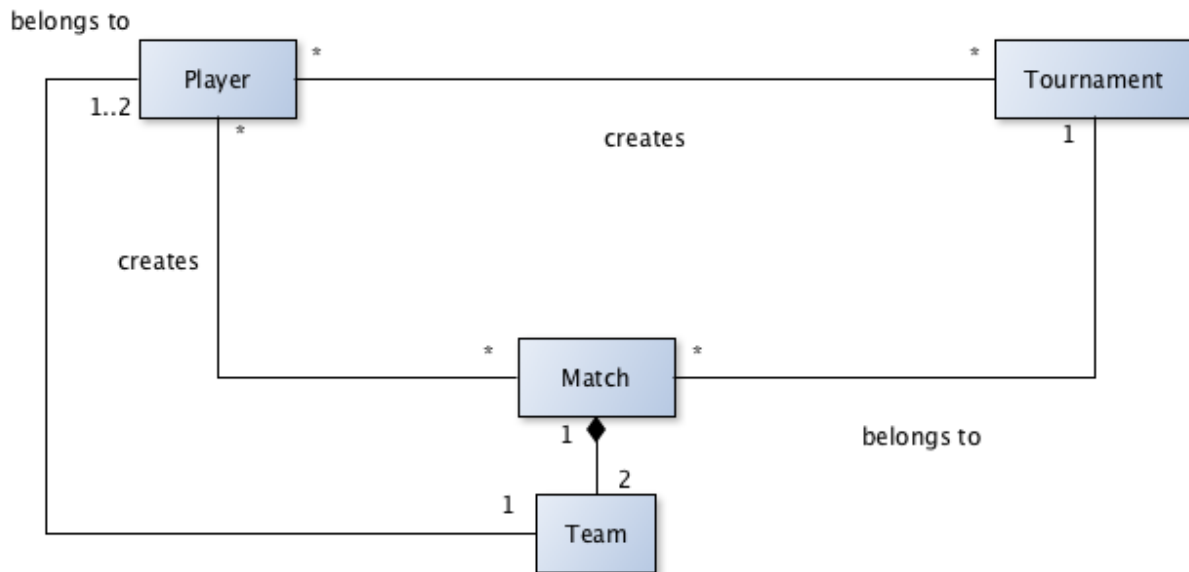 belongs to
*
*
Player
Tournament
1..2
*
creates
1
creates
*
*
Match
1
belongs to
2
1
Team